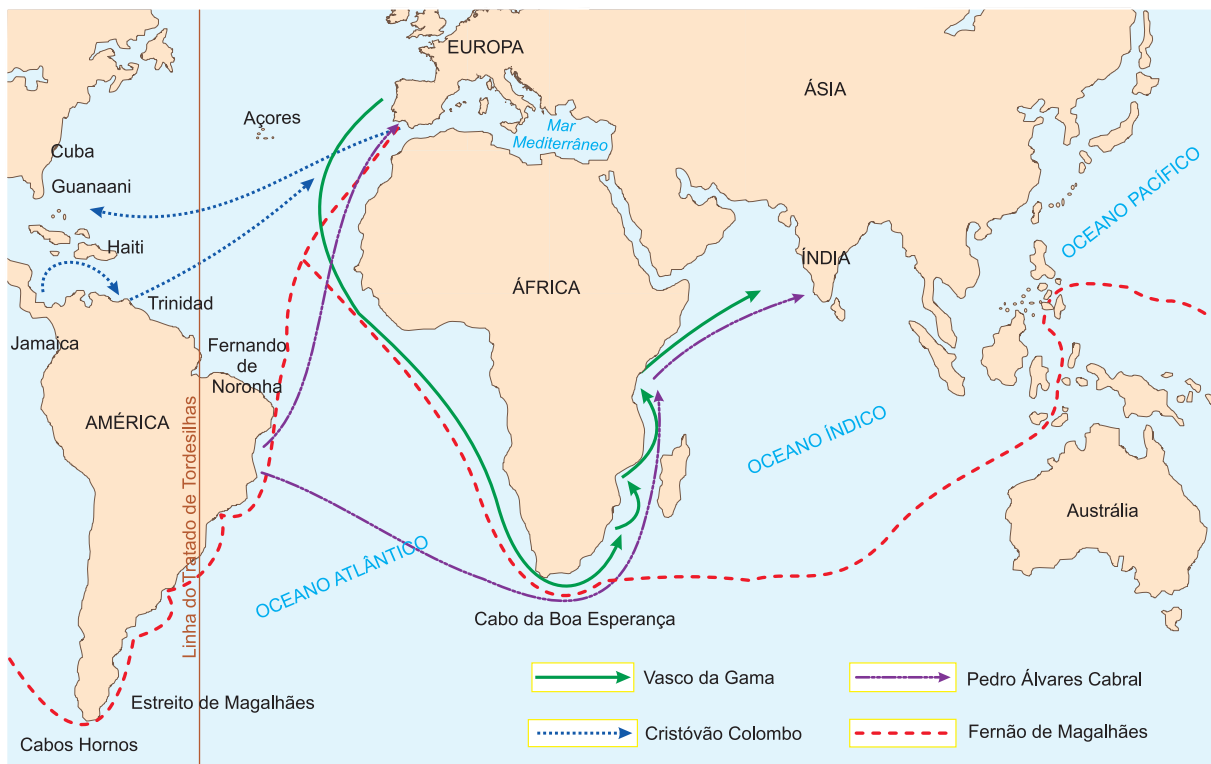 EUROPA
ÁSIA
Açores
Mar
Mediterrâneo
Cuba
Guanaani
OCEANO PACÍFICO
Haiti
ÍNDIA
ÁFRICA
Trinidad
Jamaica
Fernando
de
Noronha
AMÉRICA
Linha do Tratado de Tordesilhas
OCEANO ÍNDICO
Austrália
OCEANO ATLÂNTICO
Cabo da Boa Esperança
Estreito de Magalhães
Cabos Hornos
Vasco da Gama
Pedro Álvares Cabral
Cristóvão Colombo
Fernão de Magalhães